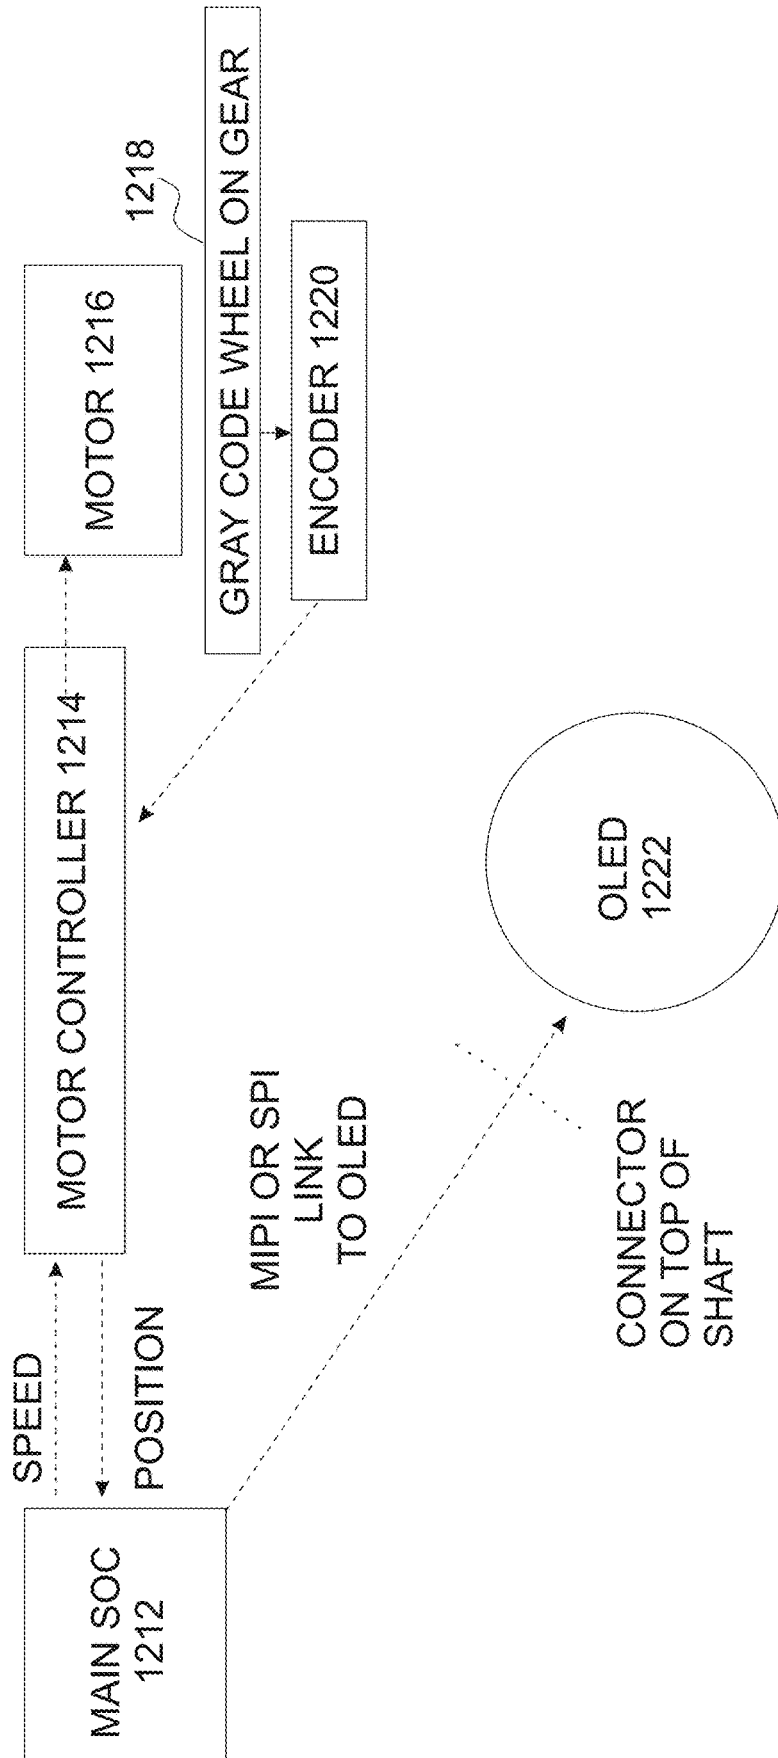 SPEED
MAIN SOC
1212
POSITION
MOTOR CONTROLLER 1214
MOTOR 1216
1218
GRAY CODE WHEEL ON GEAR
ENCODER 1220
MIPI OR SPI
LINK
TO OLED
OLED
1222
CONNECTOR
ON TOP OF
SHAFT